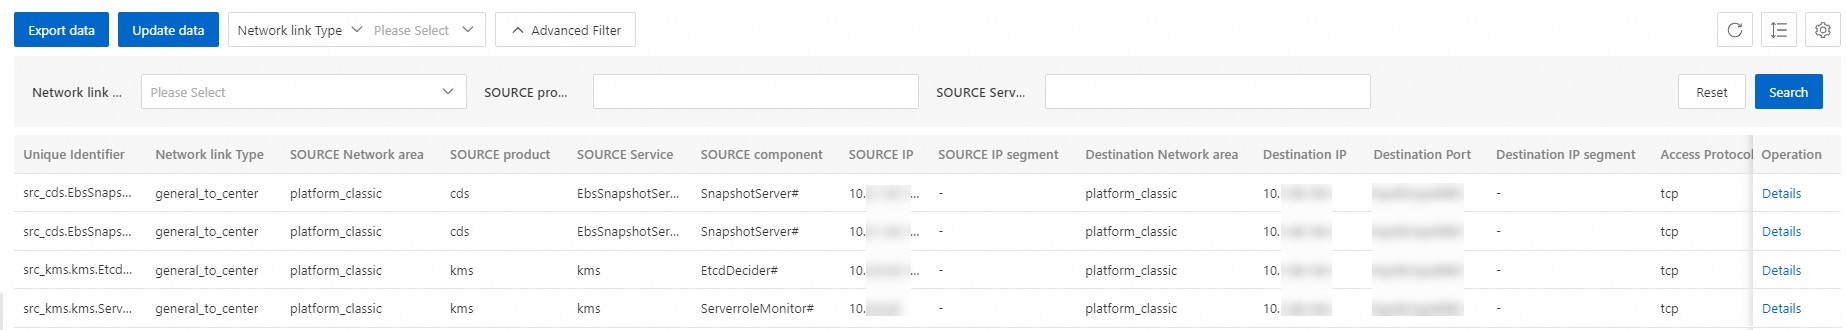 Export data Update data Network link Type Please Select Advanced Filter
Network link ... Please Select SOURCE pro... SOURCE Serv... Reset Search
Unique Identifier Network link Type SOURCE Network area SOURCE product SOURCE Service SOURCE component SOURCE IP SOURCE IP segment Destination Network area Destination IP Destination Port Destination IP segment Access Protocol Operation
src_cds.EbsSnaps... general_to_center platform_classic cds EbsSnapshotSer... SnapshotServer# 10. ... - platform_classic 10. - tcp Details
src_cds.EbsSnaps... general_to_center platform_classic cds EbsSnapshotSer... SnapshotServer# 10. ... - platform_classic 10. - tcp Details
src_kms.kms.Etcd... general_to_center platform_classic kms kms EtcdDecider# 10. ... - platform_classic 10. - tcp Details
src_kms.kms.Serv... general_to_center platform_classic kms kms ServerroleMonitor# 10. - platform_classic 10. - tcp Details